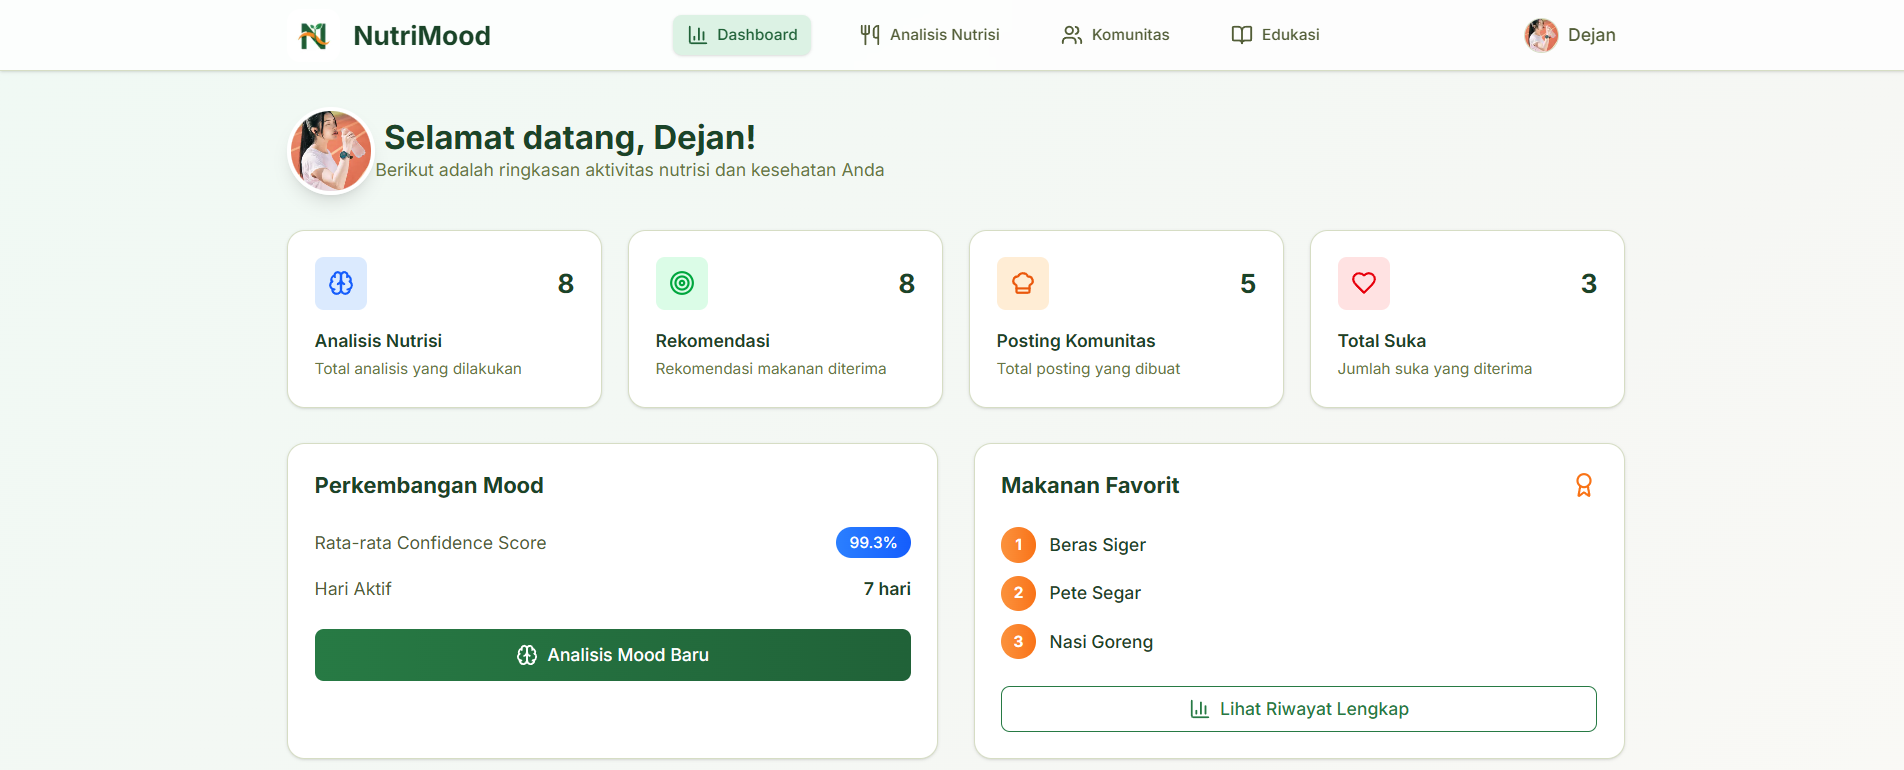 NutriMood
Dashboard
Analisis Nutrisi
Komunitas
Edukasi
Dejan
Selamat datang, Dejan!
Berikut adalah ringkasan aktivitas nutrisi dan kesehatan Anda
8
Analisis Nutrisi
Total analisis yang dilakukan
8
Rekomendasi
Rekomendasi makanan diterima
5
Posting Komunitas
Total posting yang dibuat
3
Total Suka
Jumlah suka yang diterima
Perkembangan Mood
Rata-rata Confidence Score
99.3%
Hari Aktif
7 hari
Analisis Mood Baru
Makanan Favorit
1 Beras Siger
2 Pete Segar
3 Nasi Goreng
Lihat Riwayat Lengkap